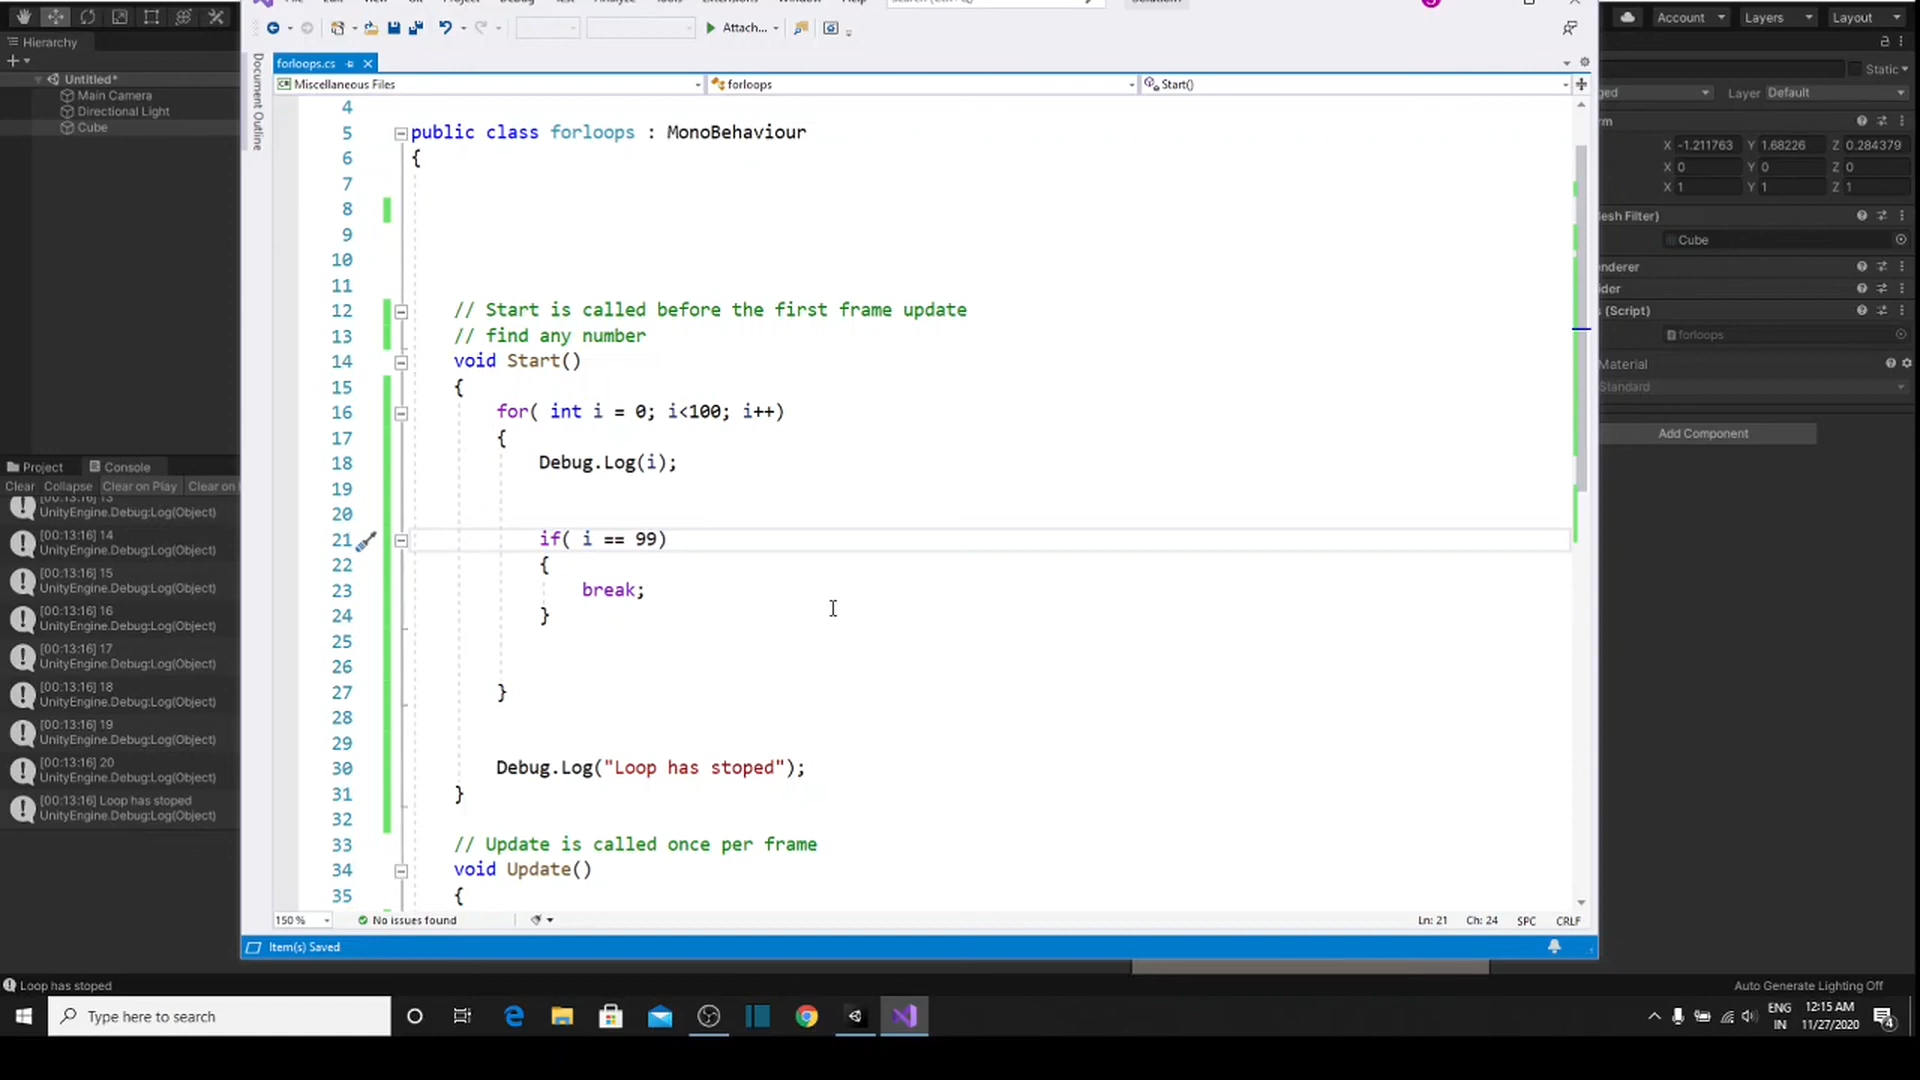 Attach...
Account
Layers
Layout
Hierarchy
forloops.cs
Static
Untitled*
Miscellaneous Files
forloops
Start()
Main Camera
Layer Default
Directional Light
Cube
Document Outline
4
5 public class forloops : MonoBehaviour
6 {
7
8
9
10
11
12 // Start is called before the first frame update
13 // find any number
14 void Start()
15 {
16 for( int i = 0; i<100; i++)
17 {
18 Debug.Log(i);
19
20
21 if( i == 99)
22 {
23 break;
24 }
25
26
27 }
28
29
30 Debug.Log("Loop has stoped");
31 }
32
33 // Update is called once per frame
34 void Update()
35 {
X -1.211763 Y 1.68226 Z 0.284379
X 0 Y 0 Z 0
X 1 Y 1 Z 1
Cube
(Script)
forloops
Material
Standard
Add Component
Project Console
Clear Collapse Clear on Play Clear on
[00:13:16] 13
UnityEngine.Debug:Log(Object)
[00:13:16] 14
UnityEngine.Debug:Log(Object)
[00:13:16] 15
UnityEngine.Debug:Log(Object)
[00:13:16] 16
UnityEngine.Debug:Log(Object)
[00:13:16] 17
UnityEngine.Debug:Log(Object)
[00:13:16] 18
UnityEngine.Debug:Log(Object)
[00:13:16] 19
UnityEngine.Debug:Log(Object)
[00:13:16] 20
UnityEngine.Debug:Log(Object)
[00:13:16] Loop has stoped
UnityEngine.Debug:Log(Object)
150 %
No issues found
Ln: 21 Ch: 24 SPC CRLF
Item(s) Saved
Loop has stoped
Auto Generate Lighting Off
Type here to search
ENG
IN
12:15 AM
11/27/2020
4